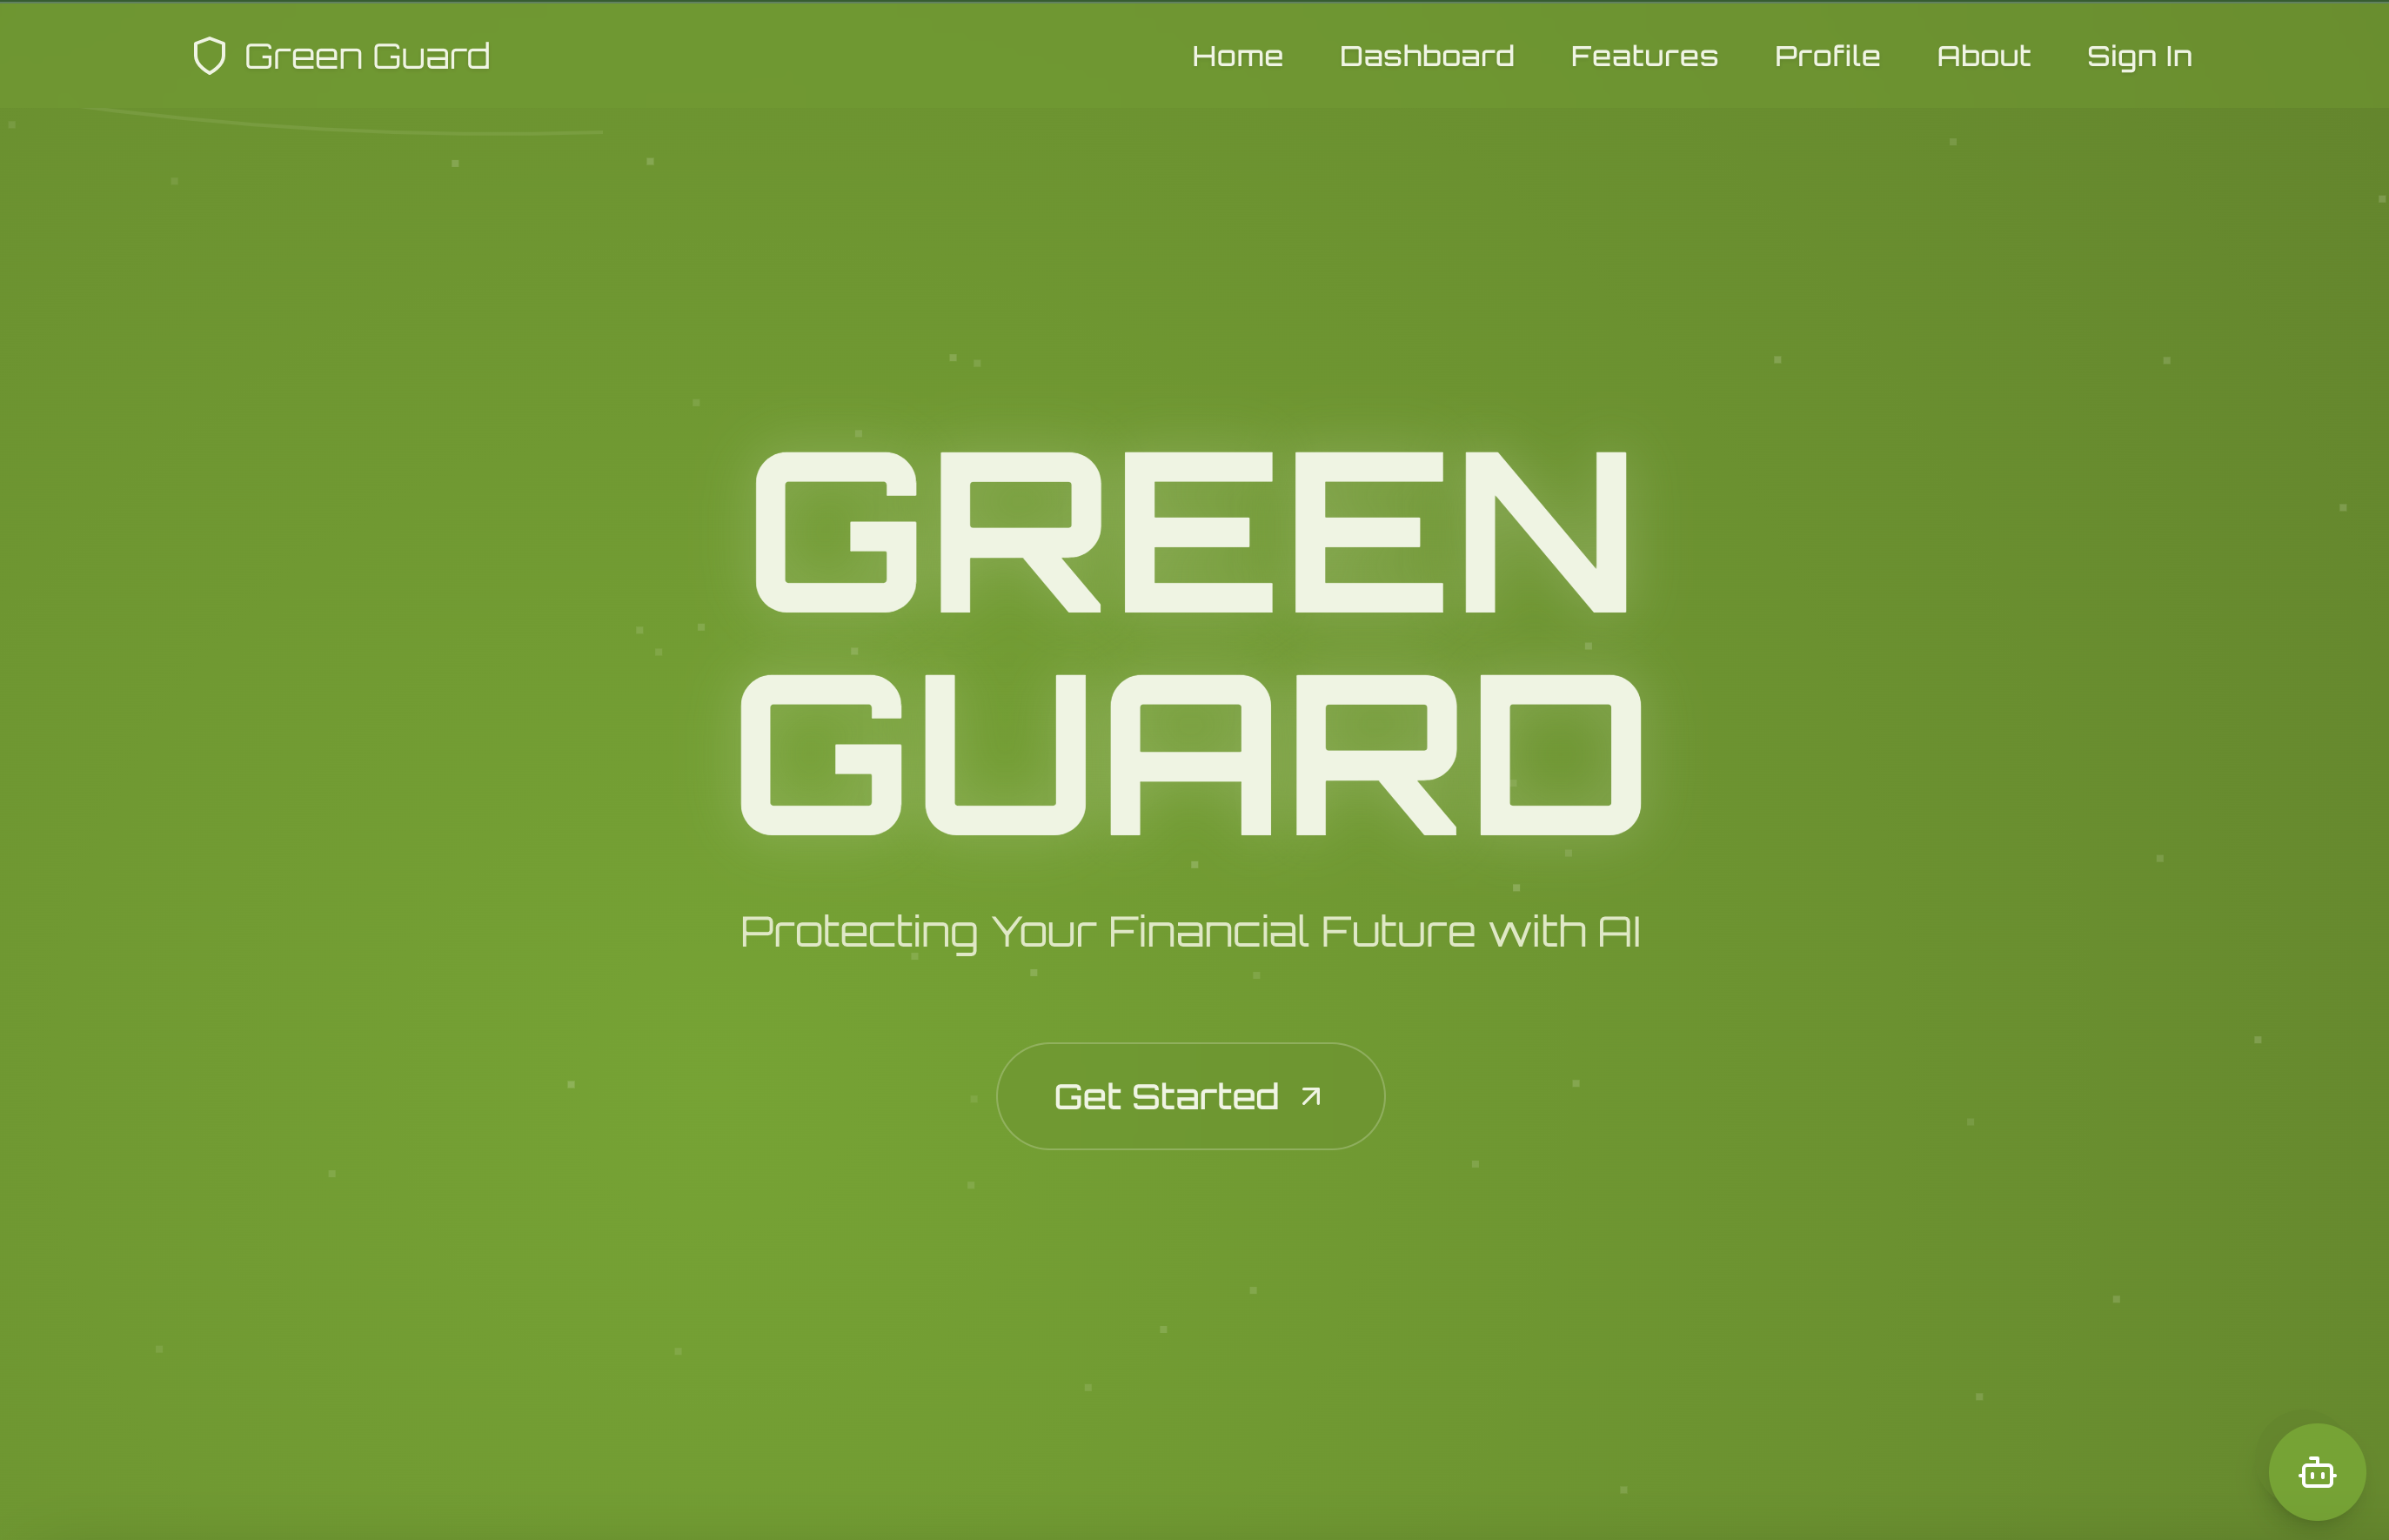 Green Guard
Home Dashboard Features Profile About Sign In
GREEN
GUARD
Protecting Your Financial Future with AI
Get Started